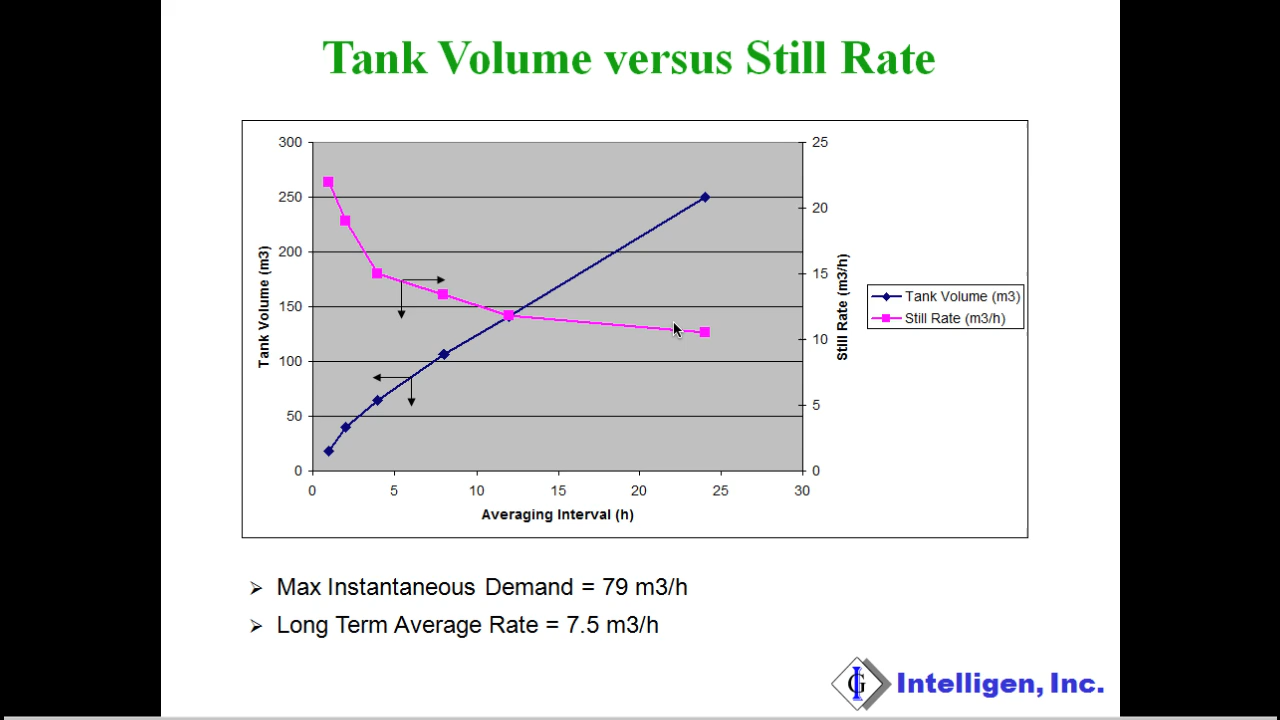 Tank Volume versus Still Rate
300
250
200
150
100
50
0
Tank Volume (m3)
25
20
15
10
5
0
Still Rate (m3/h)
0 5 10 15 20 25 30
Averaging Interval (h)
Tank Volume (m3)
Still Rate (m3/h)
Max Instantaneous Demand = 79 m3/h
Long Term Average Rate = 7.5 m3/h
IG Intelligen, Inc.